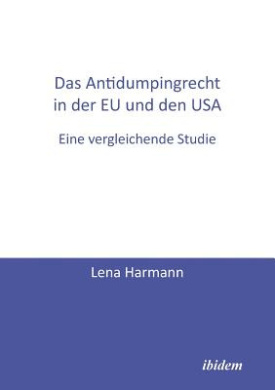 Das Antidumpingrecht
in der EU und den USA
Eine vergleichende Studie
Lena Harmann
ibidem